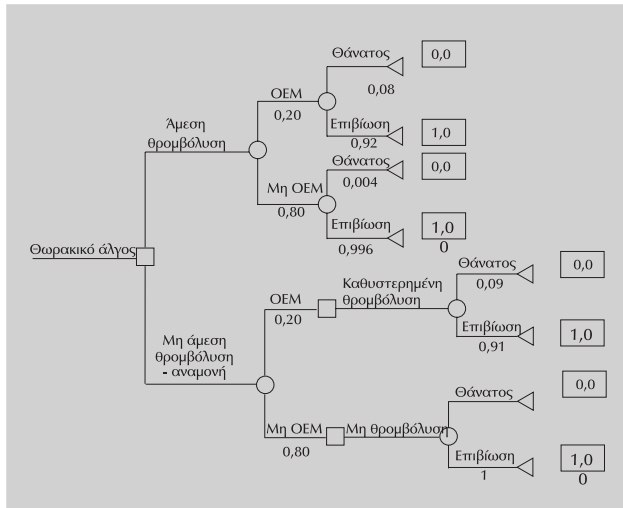 Θάνατος
0,0
0,08
ΟΕΜ
0,20
Άμεση
θρομβόλυση
Επιβίωση
0,92
1,0
Θάνατος
0,0
0,004
Μη ΟΕΜ
0,80
Επιβίωση
0,996
1,0
0
Θωρακικό άλγος
Θάνατος
0,0
0,09
Καθυστερημένη
θρομβόλυση
ΟΕΜ
0,20
Επιβίωση
0,91
1,0
Μη άμεση
θρομβόλυση
- αναμονή
Θάνατος
0,0
Μη ΟΕΜ
0,80
Μη θρομβόλυση
Επιβίωση
1
1,0
0